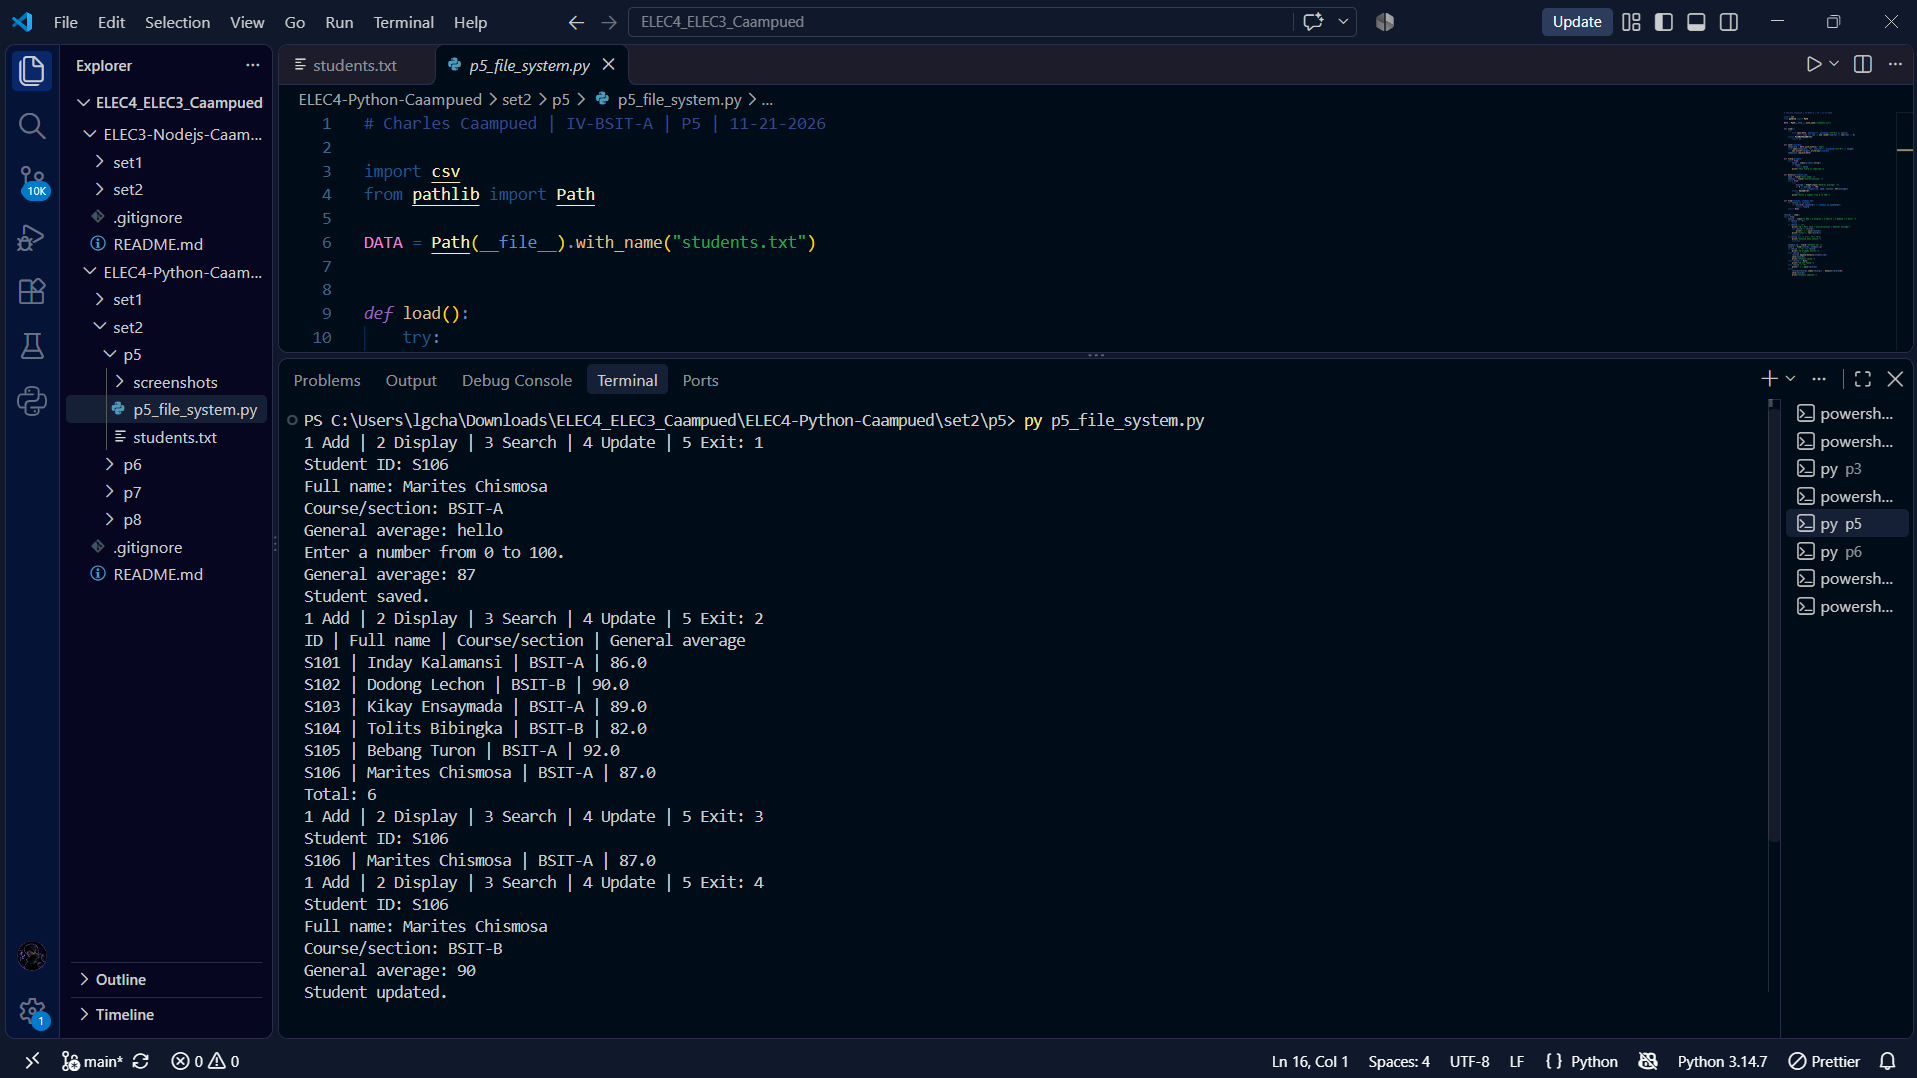 File Edit Selection View Go Run Terminal Help
ELEC4_ELEC3_Caampued
Update
Explorer
ELEC4_ELEC3_Caampued
ELEC3-Nodejs-Caam...
set1
set2
.gitignore
README.md
ELEC4-Python-Caam...
set1
set2
p5
screenshots
p5_file_system.py
students.txt
p6
p7
p8
.gitignore
README.md
Outline
Timeline
10K
1
students.txt
p5_file_system.py
ELEC4-Python-Caampued > set2 > p5 > p5_file_system.py > ...
1 # Charles Caampued | IV-BSIT-A | P5 | 11-21-2026
2
3 import csv
4 from pathlib import Path
5
6 DATA = Path(__file__).with_name("students.txt")
7
8
9 def load():
10 try:
Problems Output Debug Console Terminal Ports
PS C:\Users\lgcha\Downloads\ELEC4_ELEC3_Caampued\ELEC4-Python-Caampued\set2\p5> py p5_file_system.py
1 Add | 2 Display | 3 Search | 4 Update | 5 Exit: 1
Student ID: S106
Full name: Marites Chismosa
Course/section: BSIT-A
General average: hello
Enter a number from 0 to 100.
General average: 87
Student saved.
1 Add | 2 Display | 3 Search | 4 Update | 5 Exit: 2
ID | Full name | Course/section | General average
S101 | Inday Kalamansi | BSIT-A | 86.0
S102 | Dodong Lechon | BSIT-B | 90.0
S103 | Kikay Ensaymada | BSIT-A | 89.0
S104 | Tolits Bibingka | BSIT-B | 82.0
S105 | Bebang Turon | BSIT-A | 92.0
S106 | Marites Chismosa | BSIT-A | 87.0
Total: 6
1 Add | 2 Display | 3 Search | 4 Update | 5 Exit: 3
Student ID: S106
S106 | Marites Chismosa | BSIT-A | 87.0
1 Add | 2 Display | 3 Search | 4 Update | 5 Exit: 4
Student ID: S106
Full name: Marites Chismosa
Course/section: BSIT-B
General average: 90
Student updated.
powersh...
powersh...
py p3
powersh...
py p5
py p6
powersh...
powersh...
main* 0 0
Ln 16, Col 1 Spaces: 4 UTF-8 LF {} Python Python 3.14.7 Prettier